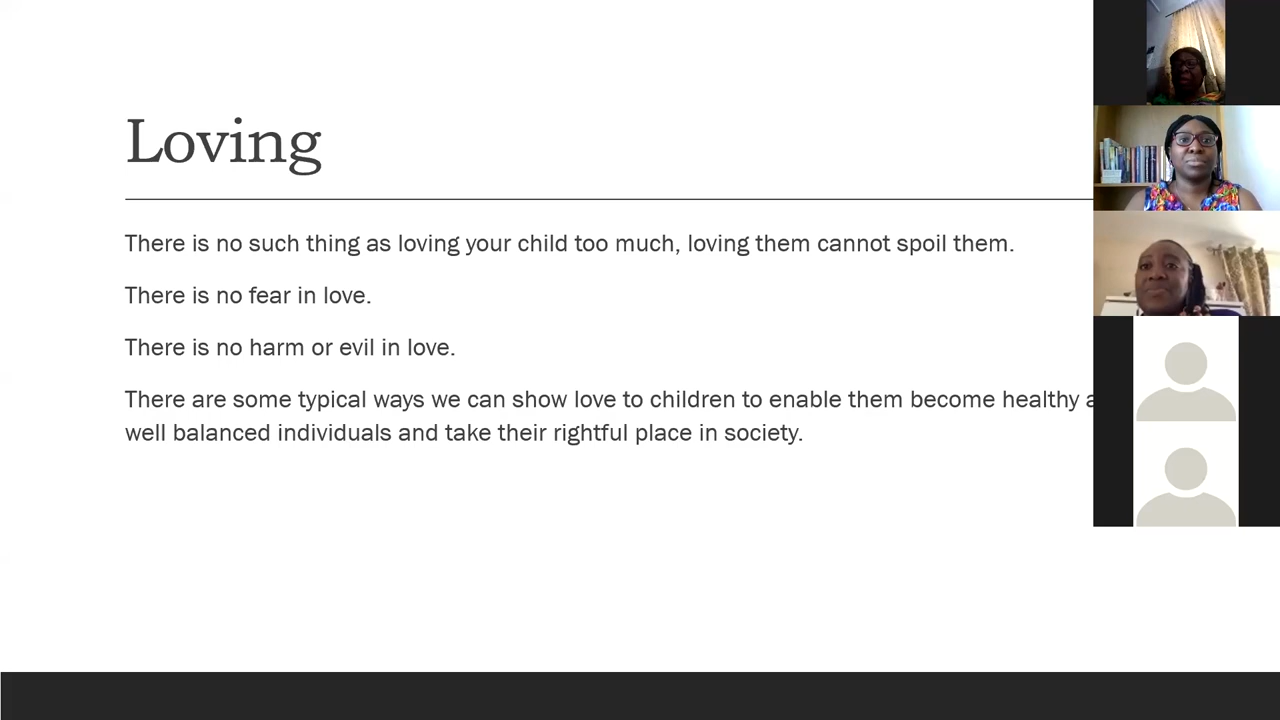 Loving
There is no such thing as loving your child too much, loving them cannot spoil them.
There is no fear in love.
There is no harm or evil in love.
There are some typical ways we can show love to children to enable them become healthy
well balanced individuals and take their rightful place in society.